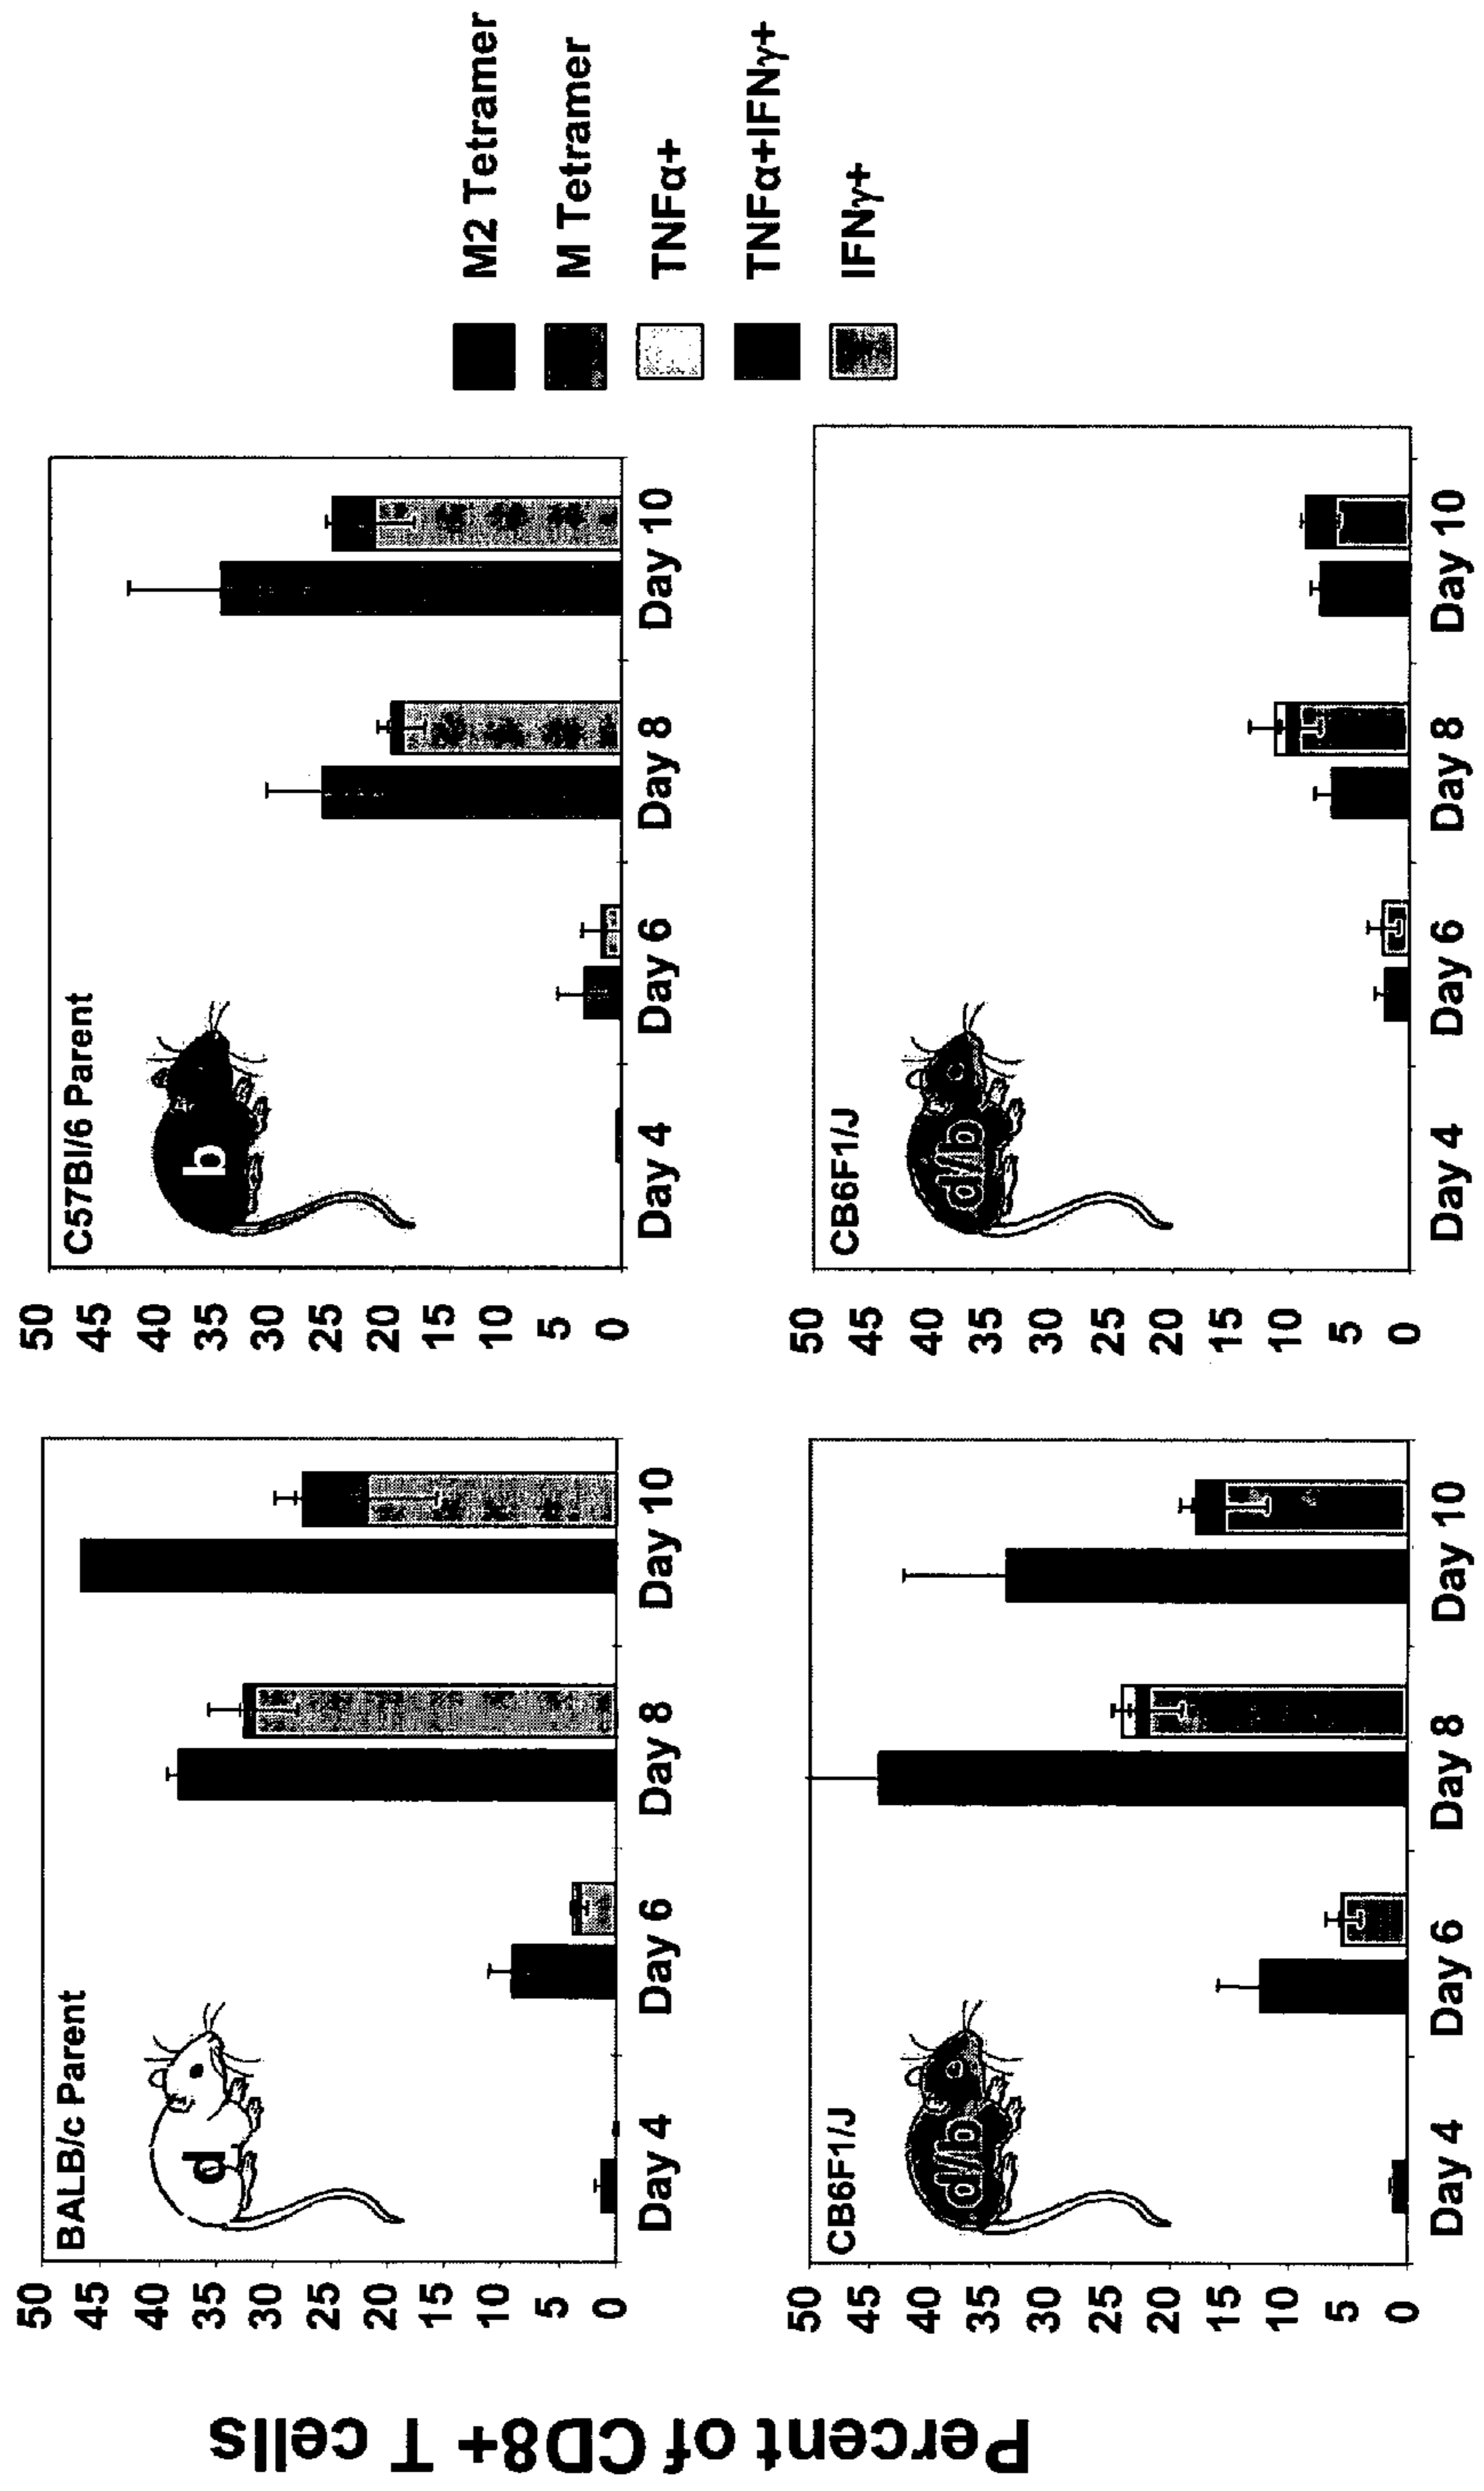 Percent of CD8+ T cells
BALB/c Parent
d
50
45
40
35
30
25
20
15
10
5
0
Day 4
Day 6
Day 8
Day 10
C57Bl/6 Parent
b
50
45
40
35
30
25
20
15
10
5
0
Day 4
Day 6
Day 8
Day 10
CB6F1/J
d/b
50
45
40
35
30
25
20
15
10
5
0
Day 4
Day 6
Day 8
Day 10
CB6F1/J
d/b
50
45
40
35
30
25
20
15
10
5
0
Day 4
Day 6
Day 8
Day 10
M2 Tetramer
M Tetramer
TNFα+
TNFα+IFNγ+
IFNγ+